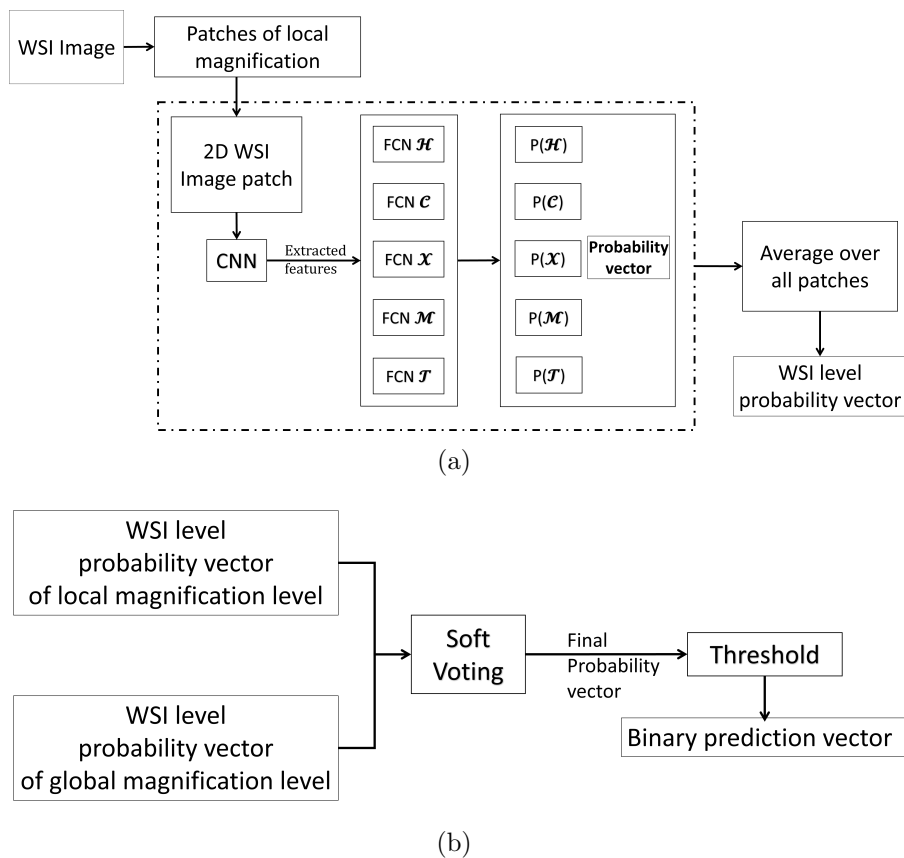 WSI Image
Patches of local
magnification
2D WSI
Image patch
CNN
Extracted
features
FCN 𝓗
FCN 𝓒
FCN 𝓧
FCN 𝓜
FCN 𝓣
P(𝓗)
P(𝓒)
P(𝓧)
P(𝓜)
P(𝓣)
Probability
vector
Average over
all patches
WSI level
probability vector
(a)
WSI level
probability vector
of local magnification level
WSI level
probability vector
of global magnification level
Soft
Voting
Final
Probability
vector
Threshold
Binary prediction vector
(b)